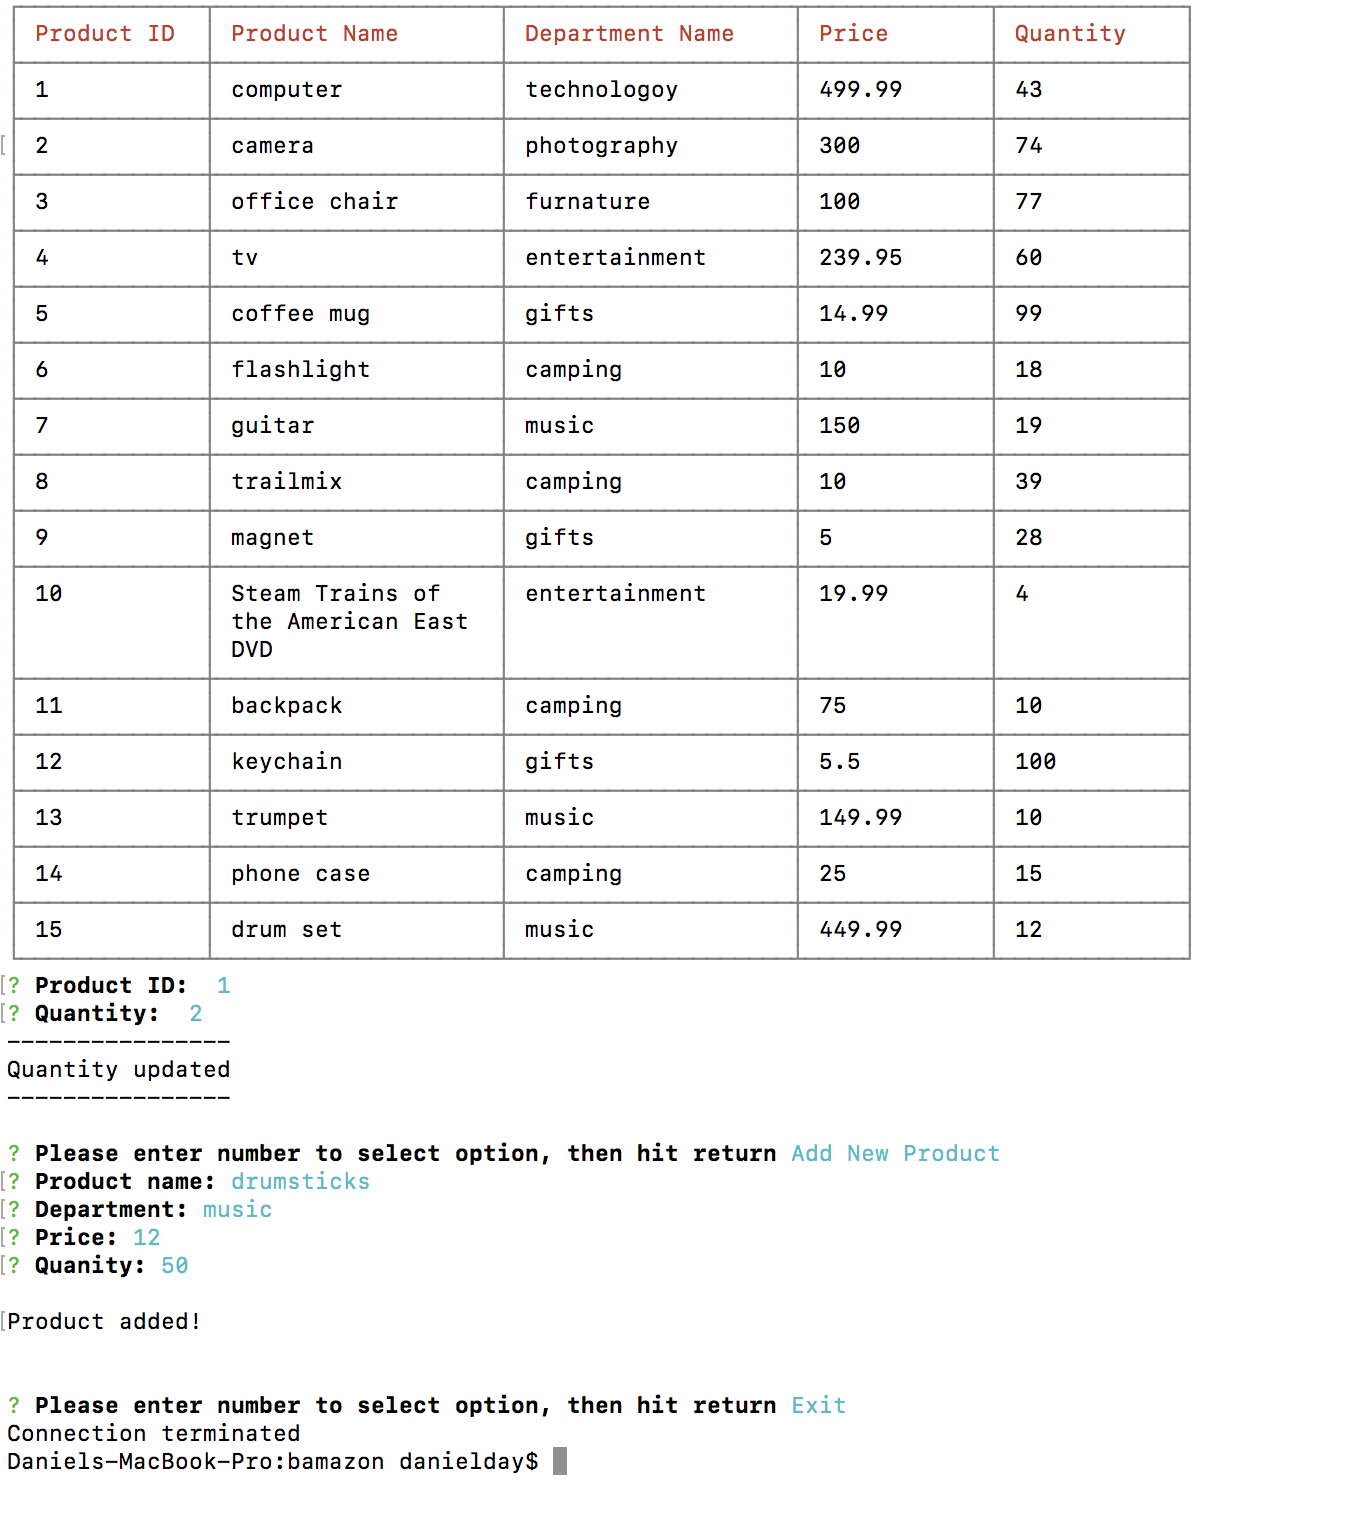 Product ID Product Name Department Name Price Quantity
1 computer technologoy 499.99 43
2 camera photography 300 74
3 office chair furnature 100 77
4 tv entertainment 239.95 60
5 coffee mug gifts 14.99 99
6 flashlight camping 10 18
7 guitar music 150 19
8 trailmix camping 10 39
9 magnet gifts 5 28
10 Steam Trains of entertainment 19.99 4
the American East
DVD
11 backpack camping 75 10
12 keychain gifts 5.5 100
13 trumpet music 149.99 10
14 phone case camping 25 15
15 drum set music 449.99 12
? Product ID: 1
? Quantity: 2
----------------
Quantity updated
----------------
? Please enter number to select option, then hit return Add New Product
? Product name: drumsticks
? Department: music
? Price: 12
? Quanity: 50
Product added!
? Please enter number to select option, then hit return Exit
Connection terminated
Daniels-MacBook-Pro:bamazon danielday$